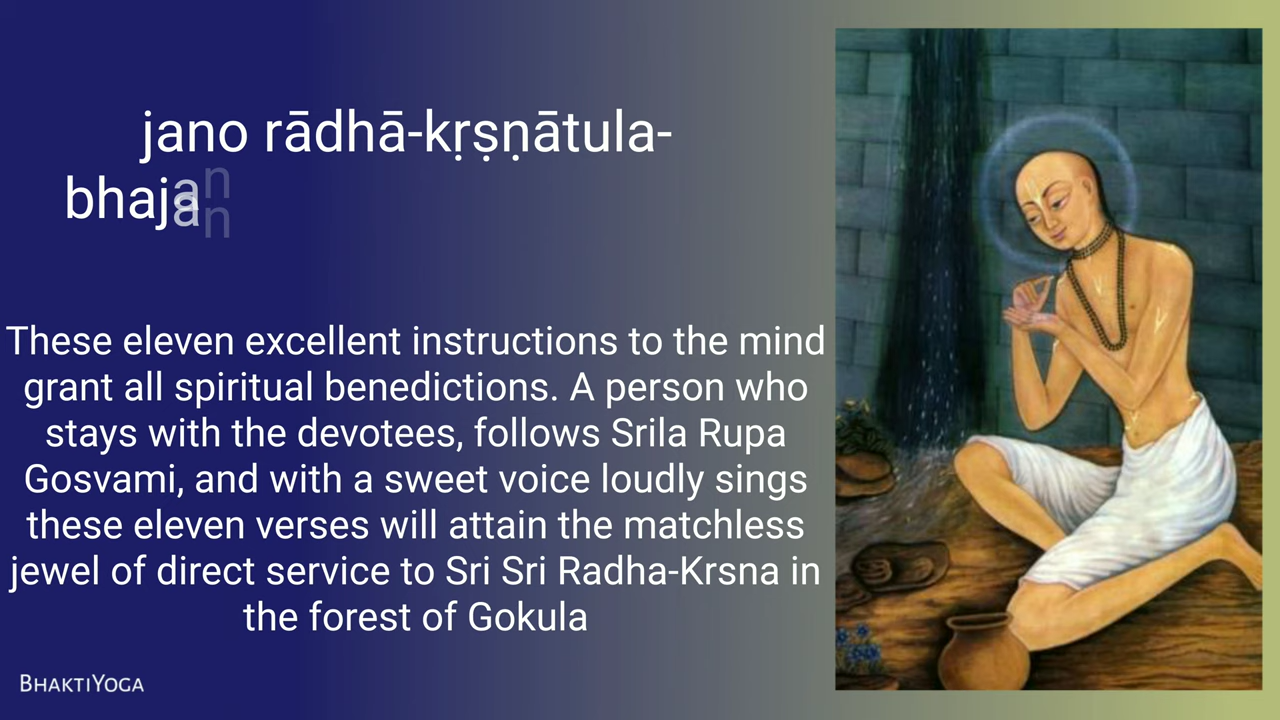 jano rādhā-kṛṣṇātula-
bhajan
These eleven excellent instructions to the mind
grant all spiritual benedictions. A person who
stays with the devotees, follows Srila Rupa
Gosvami, and with a sweet voice loudly sings
these eleven verses will attain the matchless
jewel of direct service to Sri Sri Radha-Krsna in
the forest of Gokula
BHAKTIYOGA